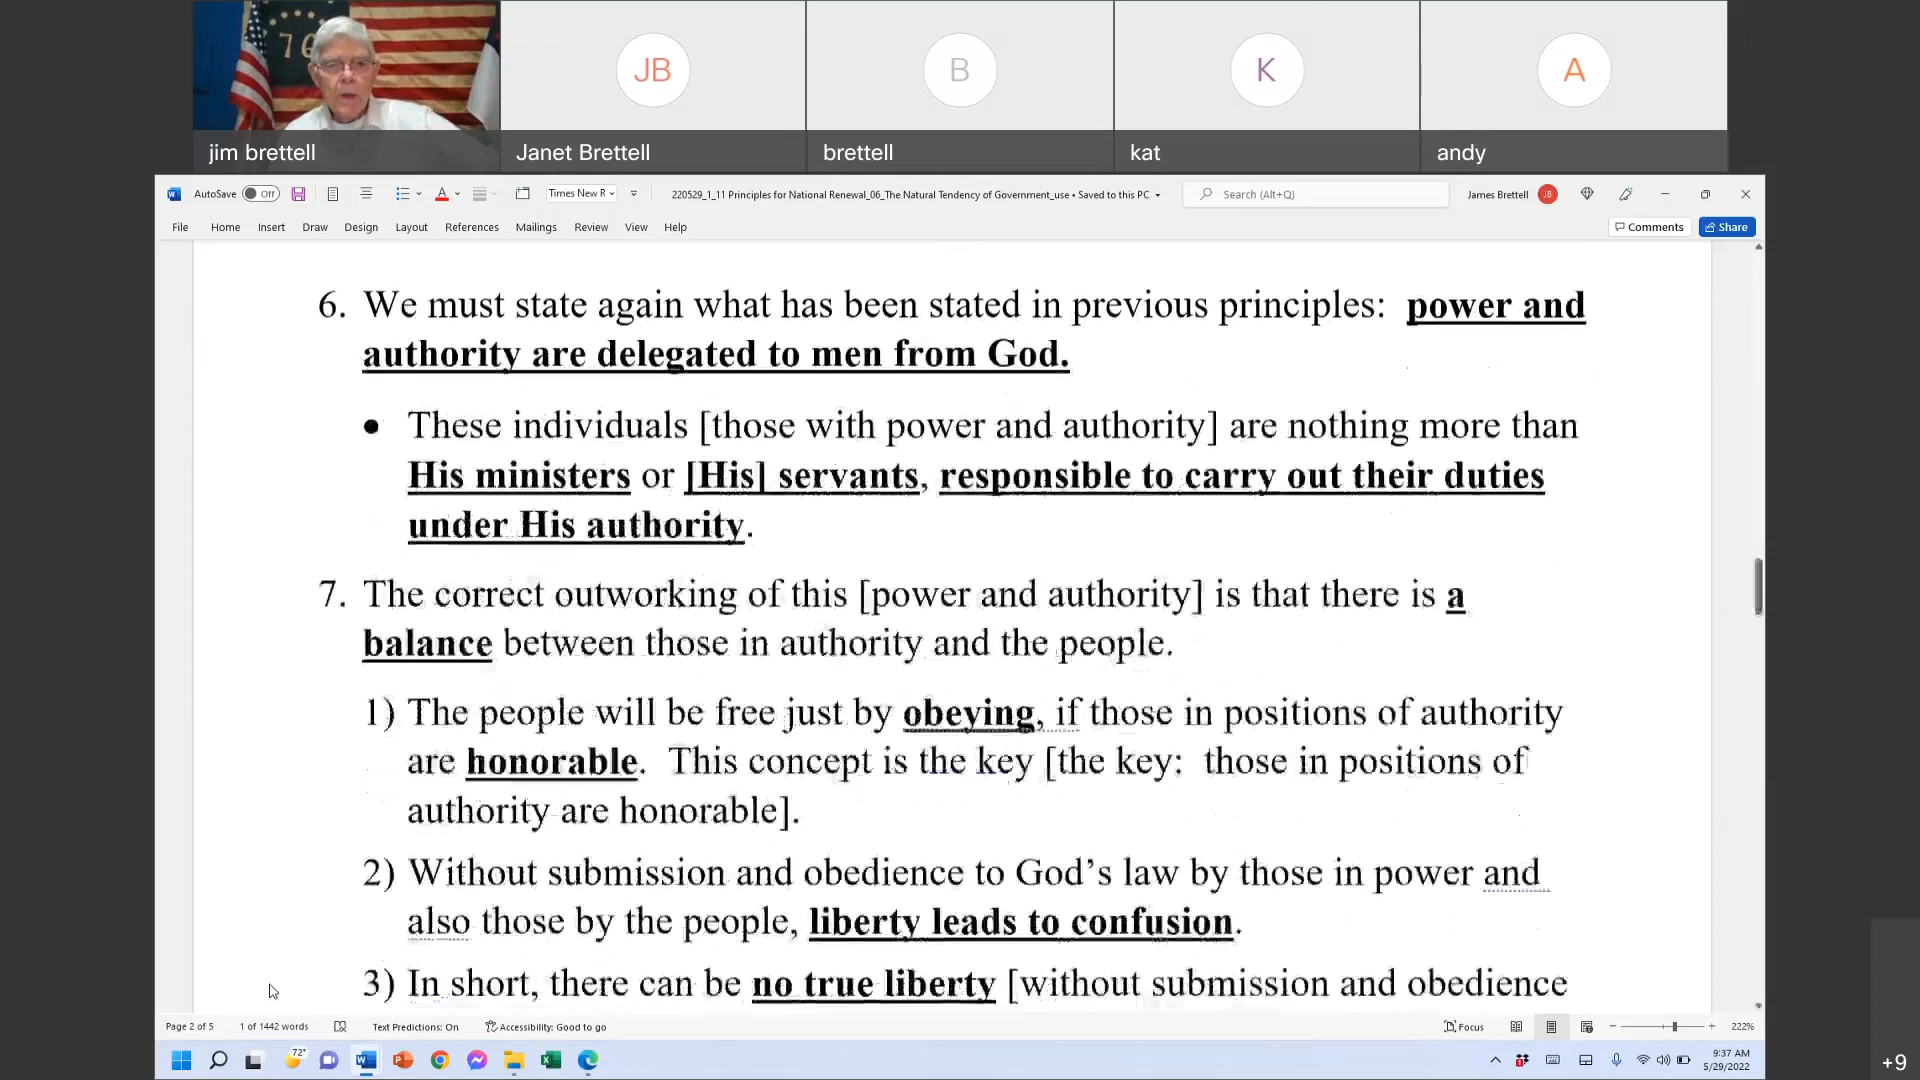 76
JB
B
K
A
jim brettell
Janet Brettell
brettell
kat
andy
AutoSave Off
Times New R
220529_1_11 Principles for National Renewal_06_The Natural Tendency of Government_use • Saved to this PC
Search (Alt+Q)
James Brettell JB
File Home Insert Draw Design Layout References Mailings Review View Help
Comments Share
6. We must state again what has been stated in previous principles: power and
authority are delegated to men from God.
• These individuals [those with power and authority] are nothing more than
His ministers or [His] servants, responsible to carry out their duties
under His authority.
7. The correct outworking of this [power and authority] is that there is a
balance between those in authority and the people.
1) The people will be free just by obeying, if those in positions of authority
are honorable. This concept is the key [the key: those in positions of
authority are honorable].
2) Without submission and obedience to God’s law by those in power and
also those by the people, liberty leads to confusion.
3) In short, there can be no true liberty [without submission and obedience
Page 2 of 5 1 of 1442 words Text Predictions: On Accessibility: Good to go Focus 222%
72°
9:37 AM
5/29/2022
+9